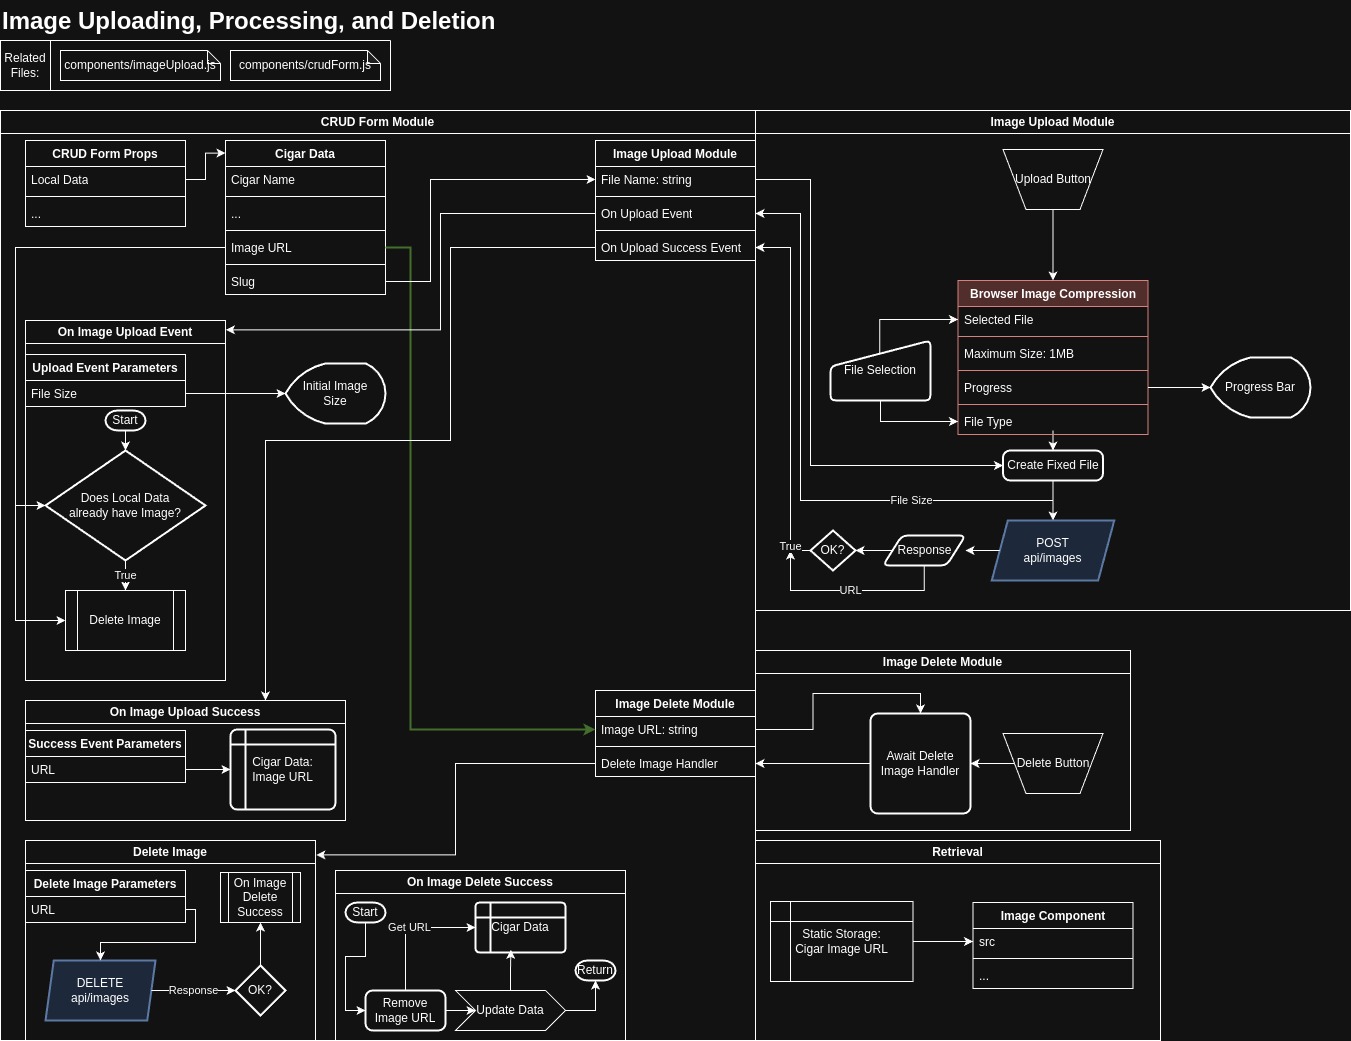 Image Uploading, Processing, and Deletion
Related
Files:
components/imageUpload.js
components/crudForm.js
CRUD Form Module
Image Upload Module
CRUD Form Props
Local Data
...
Cigar Data
Cigar Name
...
Image URL
Slug
Image Upload Module
File Name: string
On Upload Event
On Upload Success Event
Upload Button
Browser Image Compression
Selected File
Maximum Size: 1MB
Progress
File Type
File Selection
Progress Bar
Create Fixed File
File Size
POST
api/images
Response
OK?
True
URL
On Image Upload Event
Upload Event Parameters
File Size
Initial Image
Size
Start
Does Local Data
already have Image?
True
Delete Image
On Image Upload Success
Success Event Parameters
URL
Cigar Data:
Image URL
Image Delete Module
Image URL: string
Delete Image Handler
Image Delete Module
Await Delete
Image Handler
Delete Button
Delete Image
Delete Image Parameters
URL
On Image
Delete
Success
DELETE
api/images
Response
OK?
On Image Delete Success
Start
Get URL
Cigar Data
Remove
Image URL
Update Data
Return
Retrieval
Static Storage:
Cigar Image URL
Image Component
src
...